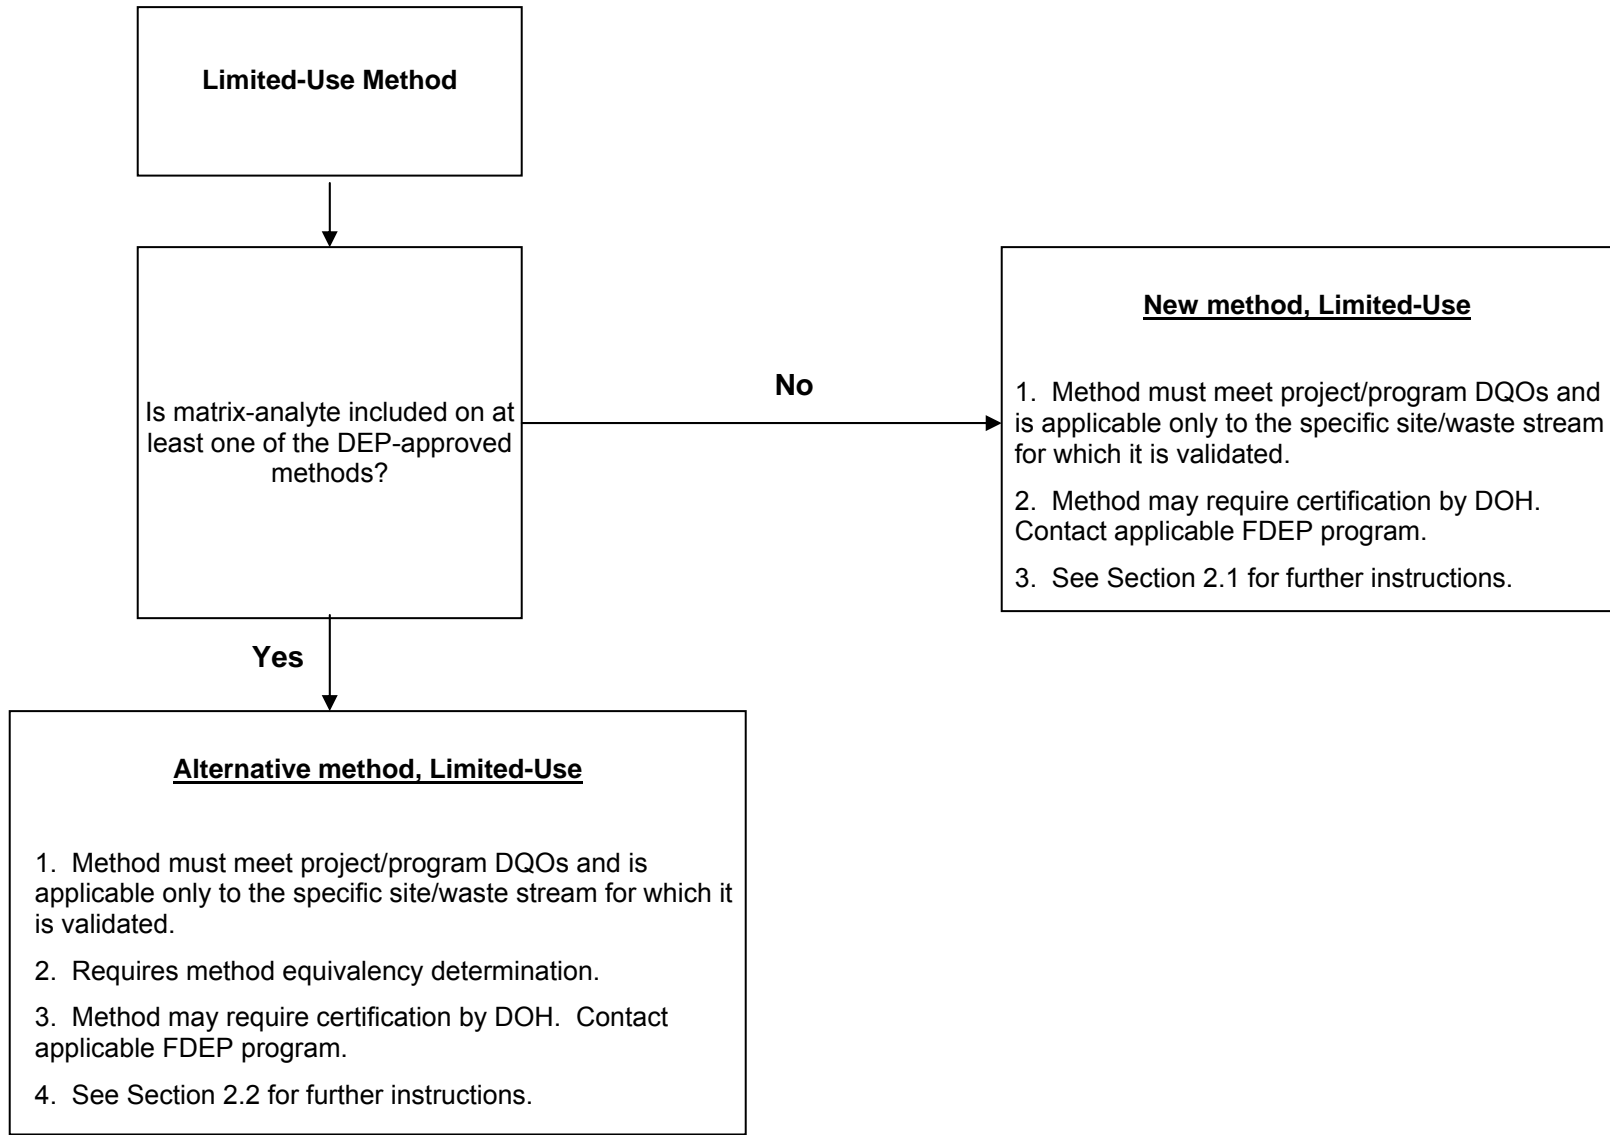 Limited-Use Method
Is matrix-analyte included on at
least one of the DEP-approved
methods?
No
New method, Limited-Use
1.  Method must meet project/program DQOs and
is applicable only to the specific site/waste stream
for which it is validated.
2.  Method may require certification by DOH.
Contact applicable FDEP program.
3.  See Section 2.1 for further instructions.
Yes
Alternative method, Limited-Use
1.  Method must meet project/program DQOs and is
applicable only to the specific site/waste stream for which it
is validated.
2.  Requires method equivalency determination.
3.  Method may require certification by DOH.  Contact
applicable FDEP program.
4.  See Section 2.2 for further instructions.